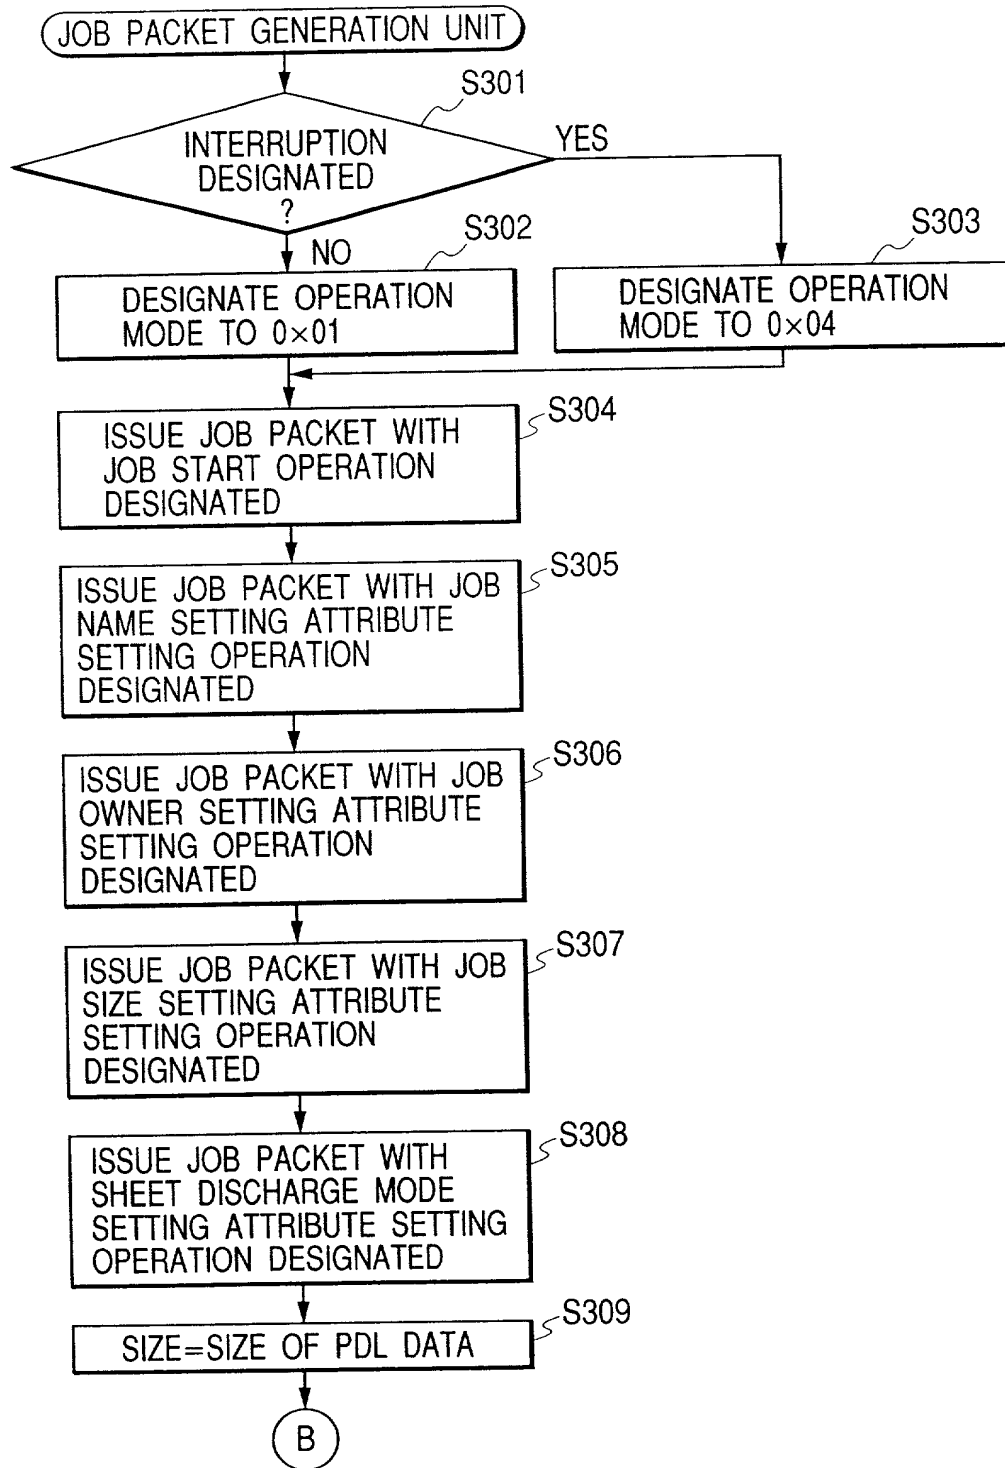 JOB PACKET GENERATION UNIT
S301
INTERRUPTION
DESIGNATED
?
YES
NO
S302
DESIGNATE OPERATION
MODE TO 0×01
S303
DESIGNATE OPERATION
MODE TO 0×04
S304
ISSUE JOB PACKET WITH
JOB START OPERATION
DESIGNATED
S305
ISSUE JOB PACKET WITH JOB
NAME SETTING ATTRIBUTE
SETTING OPERATION
DESIGNATED
S306
ISSUE JOB PACKET WITH JOB
OWNER SETTING ATTRIBUTE
SETTING OPERATION
DESIGNATED
S307
ISSUE JOB PACKET WITH JOB
SIZE SETTING ATTRIBUTE
SETTING OPERATION
DESIGNATED
S308
ISSUE JOB PACKET WITH
SHEET DISCHARGE MODE
SETTING ATTRIBUTE SETTING
OPERATION DESIGNATED
S309
SIZE=SIZE OF PDL DATA
B